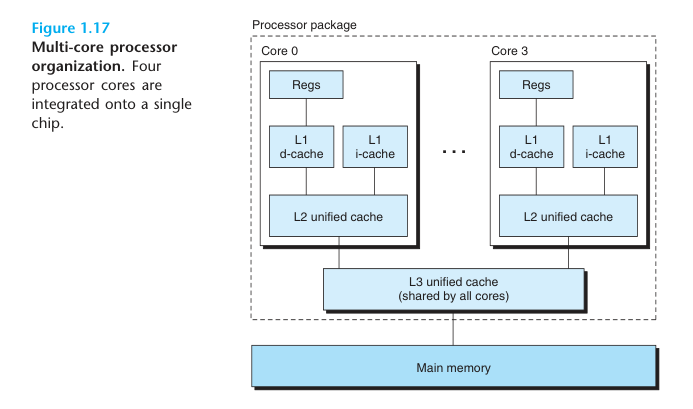 Figure 1.17
Multi-core processor
organization. Four
processor cores are
integrated onto a single
chip.
Processor package
Core 0
Core 3
Regs
Regs
L1
d-cache
L1
i-cache
. . .
L1
d-cache
L1
i-cache
L2 unified cache
L2 unified cache
L3 unified cache
(shared by all cores)
Main memory